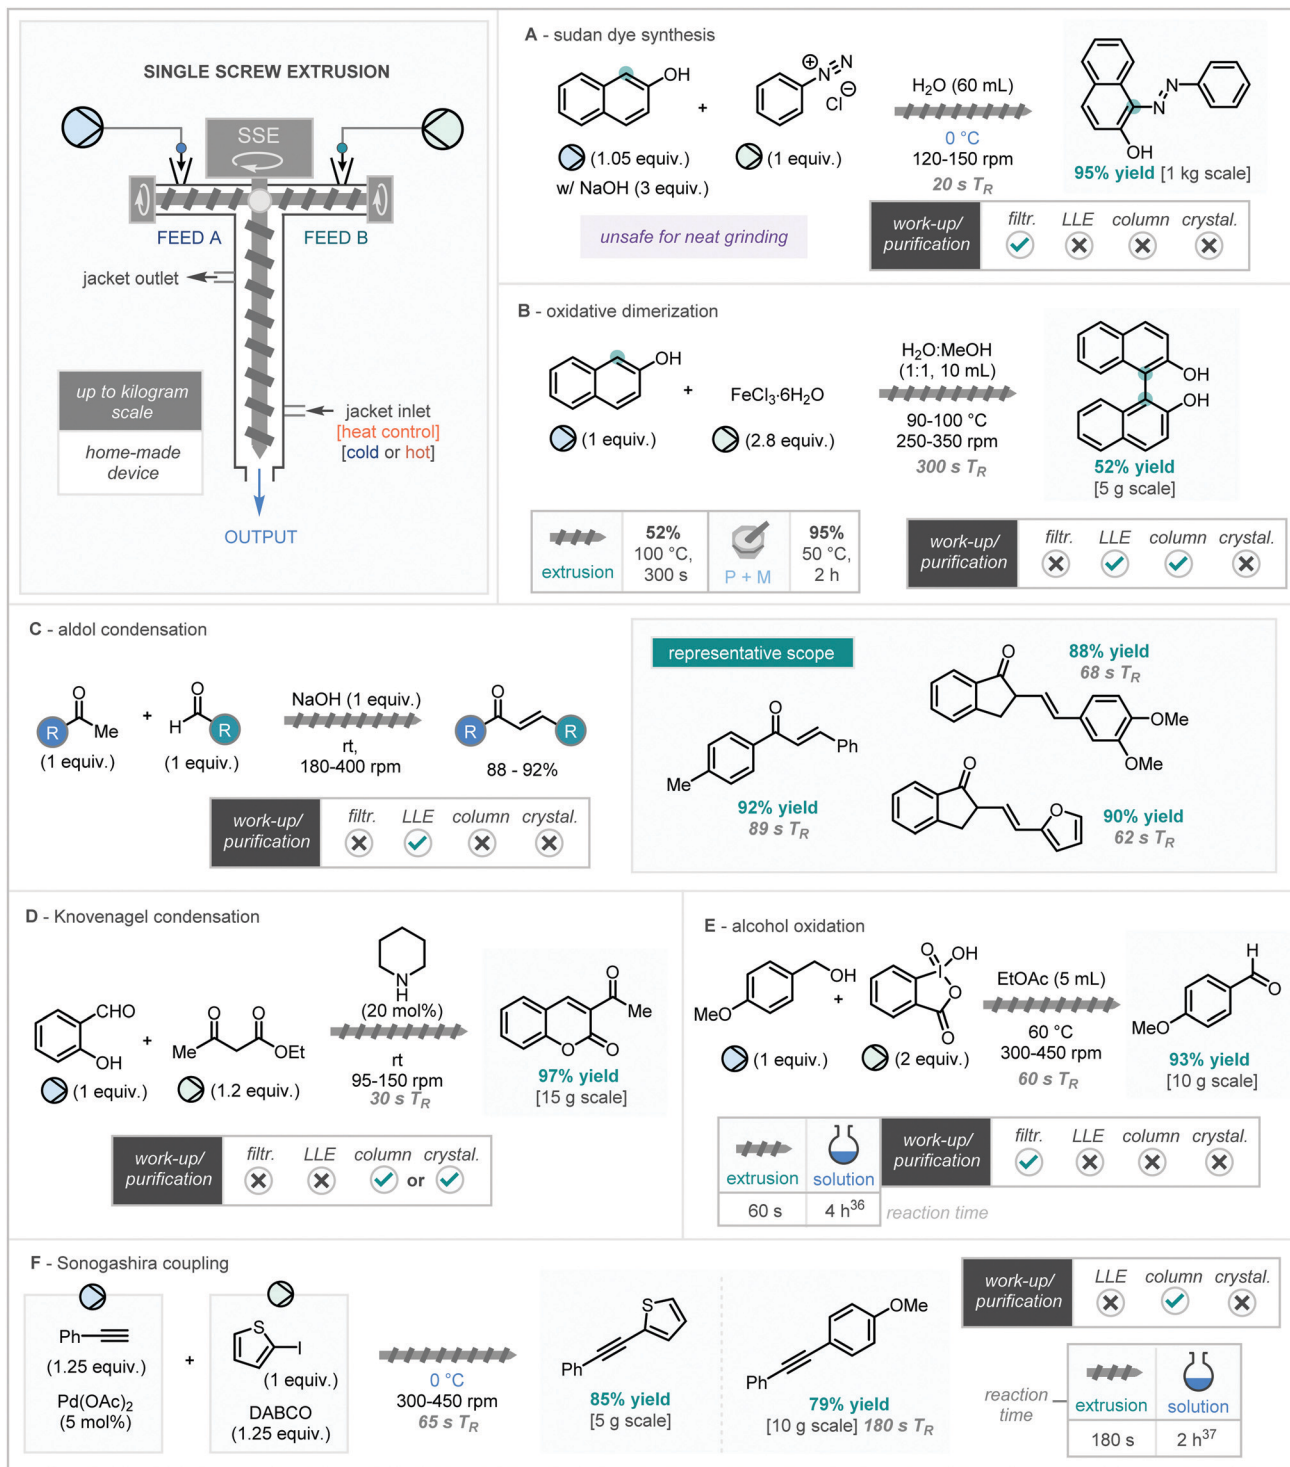 SINGLE SCREW EXTRUSION
SSE
FEED A
FEED B
jacket outlet
up to kilogram
scale
home-made
device
jacket inlet
[heat control]
[cold or hot]
OUTPUT
A - sudan dye synthesis
OH
+
N≡N
⊕
Cl⊖
(1.05 equiv.)
(1 equiv.)
w/ NaOH (3 equiv.)
unsafe for neat grinding
H₂O (60 mL)
0 °C
120-150 rpm
20 s T_R
N
N
OH
95% yield [1 kg scale]
work-up/
purification
filtr. LLE column crystal.
B - oxidative dimerization
OH
+
FeCl₃·6H₂O
(1 equiv.)
(2.8 equiv.)
H₂O:MeOH
(1:1, 10 mL)
90-100 °C
250-350 rpm
300 s T_R
OH
OH
52% yield
[5 g scale]
extrusion
52%
100 °C,
300 s
P + M
95%
50 °C,
2 h
work-up/
purification
filtr. LLE column crystal.
C - aldol condensation
O
R Me
(1 equiv.)
+
O
H R
(1 equiv.)
NaOH (1 equiv.)
rt,
180-400 rpm
O
R R
88 - 92%
work-up/
purification
filtr. LLE column crystal.
representative scope
O
Ph
Me
92% yield
89 s T_R
88% yield
68 s T_R
O
OMe
OMe
O
O
90% yield
62 s T_R
D - Knovenagel condensation
CHO
OH
(1 equiv.)
+
O O
Me OEt
(1.2 equiv.)
N
H
(20 mol%)
rt
95-150 rpm
30 s T_R
O
Me
O O
97% yield
[15 g scale]
work-up/
purification
filtr. LLE column crystal.
or
E - alcohol oxidation
OH
MeO
(1 equiv.)
+
O
OH
I
O
O
(2 equiv.)
EtOAc (5 mL)
60 °C
300-450 rpm
60 s T_R
H
O
MeO
93% yield
[10 g scale]
extrusion solution
60 s 4 h³⁶
reaction time
work-up/
purification
filtr. LLE column crystal.
F - Sonogashira coupling
Ph
(1.25 equiv.)
Pd(OAc)₂
(5 mol%)
+
S
I
(1 equiv.)
DABCO
(1.25 equiv.)
0 °C
300-450 rpm
65 s T_R
S
Ph
85% yield
[5 g scale]
OMe
Ph
79% yield
[10 g scale] 180 s T_R
work-up/
purification
LLE column crystal.
reaction
time
extrusion solution
180 s 2 h³⁷